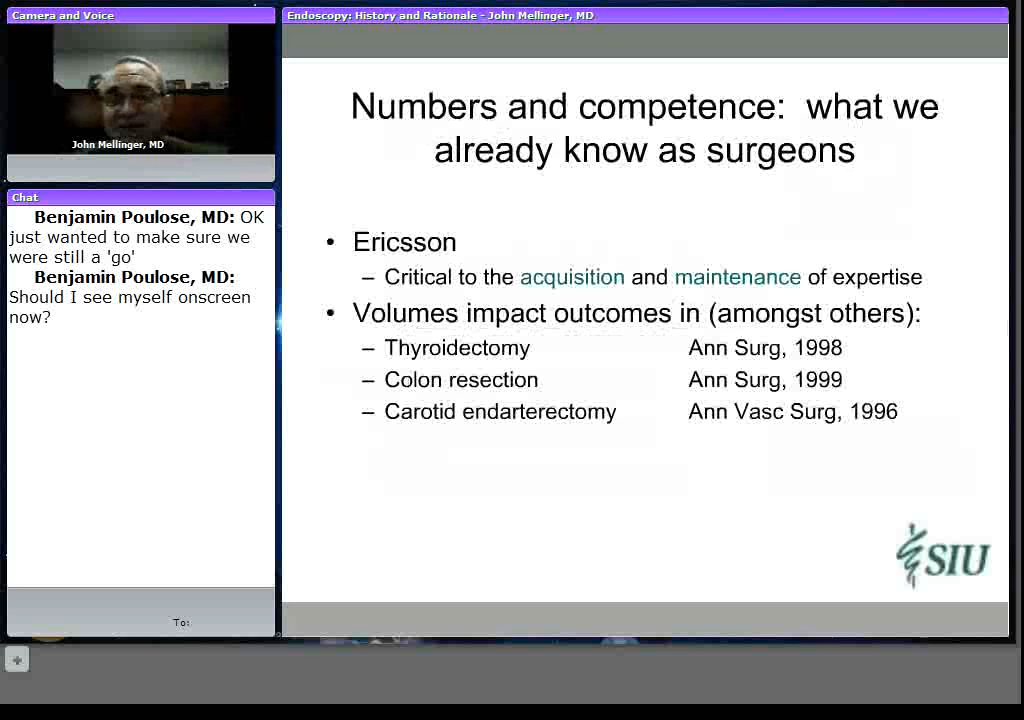 Camera and Voice
John Mellinger, MD
Chat
Benjamin Poulose, MD: OK
just wanted to make sure we
were still a 'go'
Benjamin Poulose, MD:
Should I see myself onscreen
now?
To:
Endoscopy: History and Rationale - John Mellinger, MD
Numbers and competence: what we
already know as surgeons
• Ericsson
– Critical to the acquisition and maintenance of expertise
• Volumes impact outcomes in (amongst others):
– Thyroidectomy Ann Surg, 1998
– Colon resection Ann Surg, 1999
– Carotid endarterectomy Ann Vasc Surg, 1996
SIU